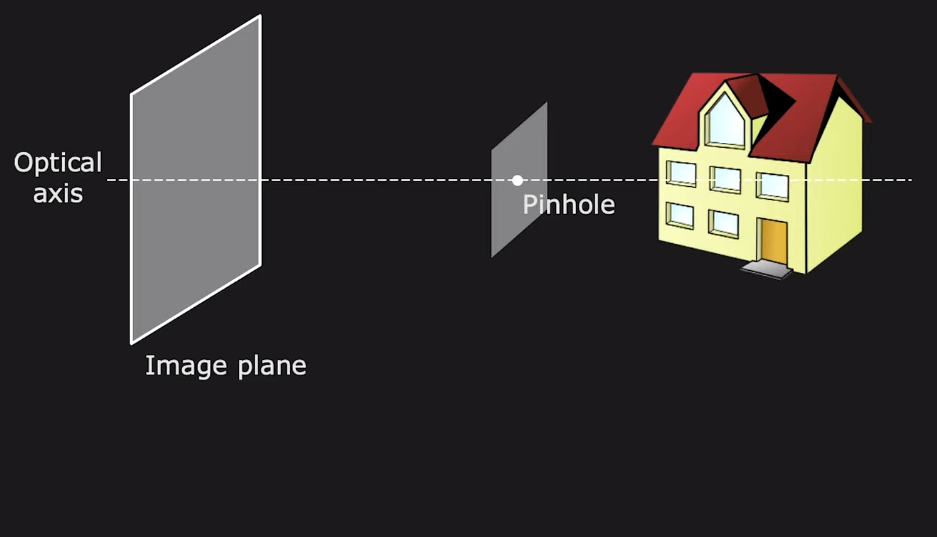 Optical
axis
Pinhole
Image plane